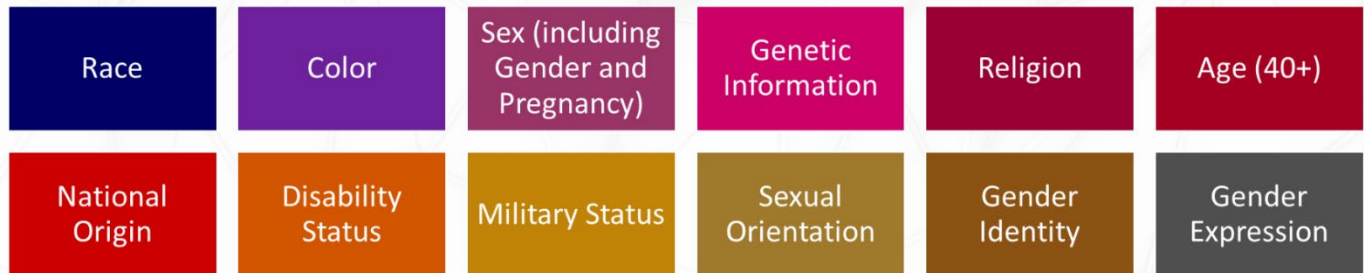 Race
Color
Sex (including
Gender and
Pregnancy)
Genetic
Information
Religion
Age (40+)
National
Origin
Disability
Status
Military Status
Sexual
Orientation
Gender
Identity
Gender
Expression